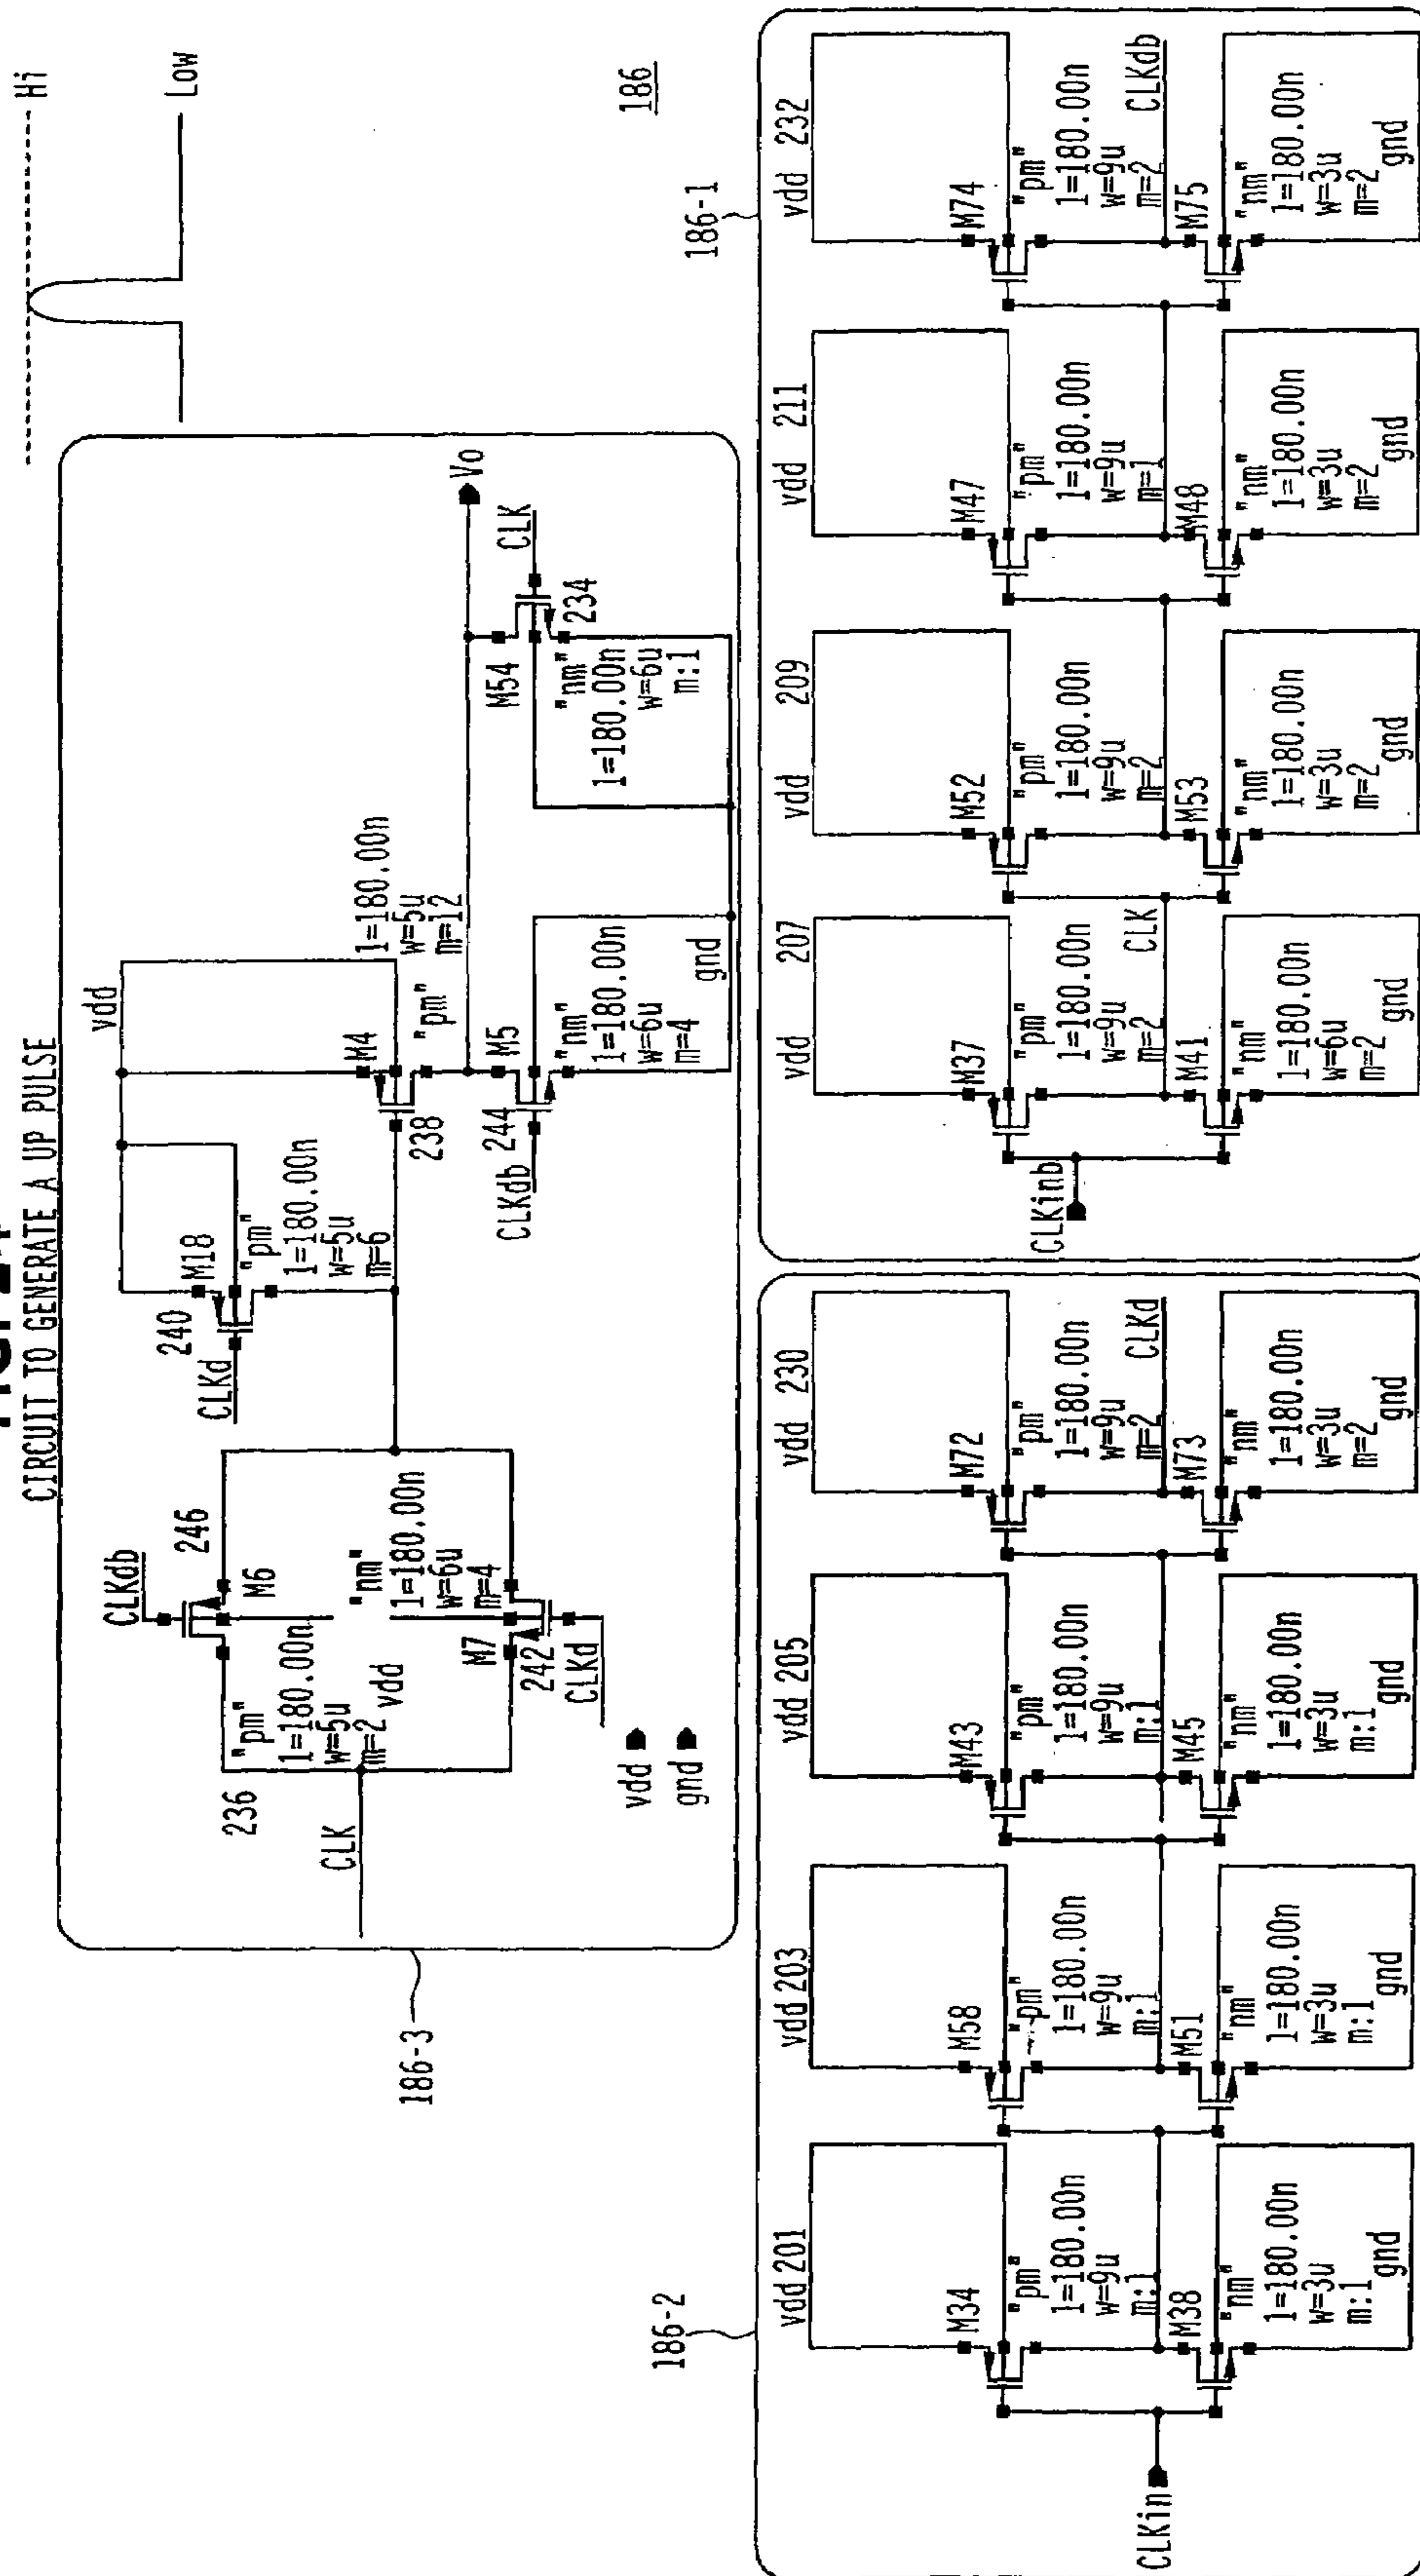 CIRCUIT TO GENERATE A UP PULSE
Hi
Low
186
186-3
CLK
236
"pm"
l=180.00n
w=5u
m=2
vdd
CLKdb
246
M6
"nm"
l=180.00n
w=6u
m=4
M7
242
CLKd
vdd
gnd
240
CLKd
M18
"pm"
l=180.00n
w=5u
m=6
vdd
M4
238
"pm"
l=180.00n
w=5u
m=12
CLKdb
244
M5
"nm"
l=180.00n
w=6u
m=4
gnd
Vo
M54
CLK
234
"nm"
l=180.00n
w=6u
m:1
186-2
CLKin
vdd 201
M34
"pm"
l=180.00n
w=9u
m:1
M38
"nm"
l=180.00n
w=3u
m:1
gnd
vdd 203
M58
"pm"
l=180.00n
w=9u
m:1
M51
"nm"
l=180.00n
w=3u
m:1
gnd
vdd 205
M43
"pm"
l=180.00n
w=9u
m:1
M45
"nm"
l=180.00n
w=3u
m:1
gnd
vdd 230
M72
"pm"
l=180.00n
w=9u
m=2
CLKd
M73
"nm"
l=180.00n
w=3u
m=2
gnd
186-1
CLKinb
vdd 207
M37
"pm"
l=180.00n
w=9u
m=2
CLK
M41
"nm"
l=180.00n
w=6u
m=2
gnd
vdd 209
M52
"pm"
l=180.00n
w=9u
m=2
M53
"nm"
l=180.00n
w=3u
m=2
gnd
vdd 211
M47
"pm"
l=180.00n
w=9u
m=1
M48
"nm"
l=180.00n
w=3u
m=2
gnd
vdd 232
M74
"pm"
l=180.00n
w=9u
m=2
CLKdb
M75
"nm"
l=180.00n
w=3u
m=2
gnd